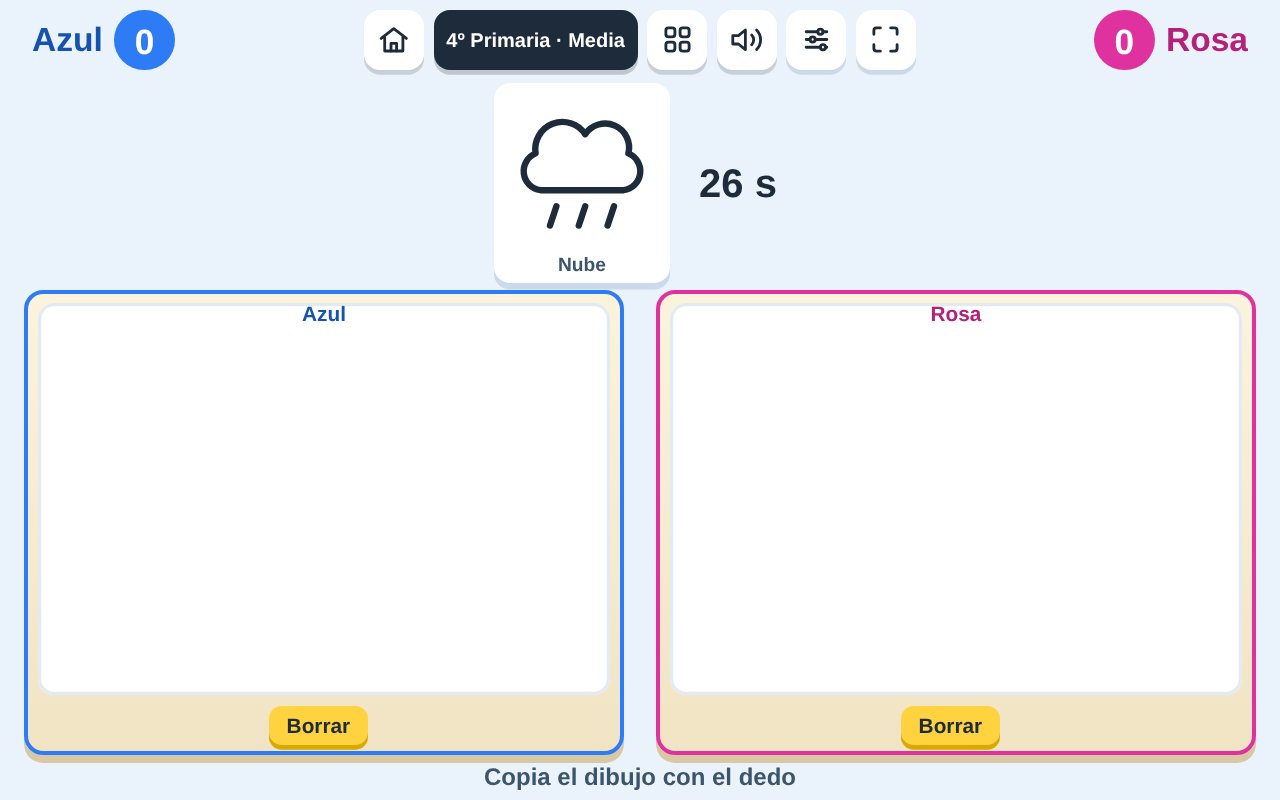 Azul 0
4º Primaria · Media
0 Rosa
Nube
26 s
Azul
Rosa
Borrar
Borrar
Copia el dibujo con el dedo